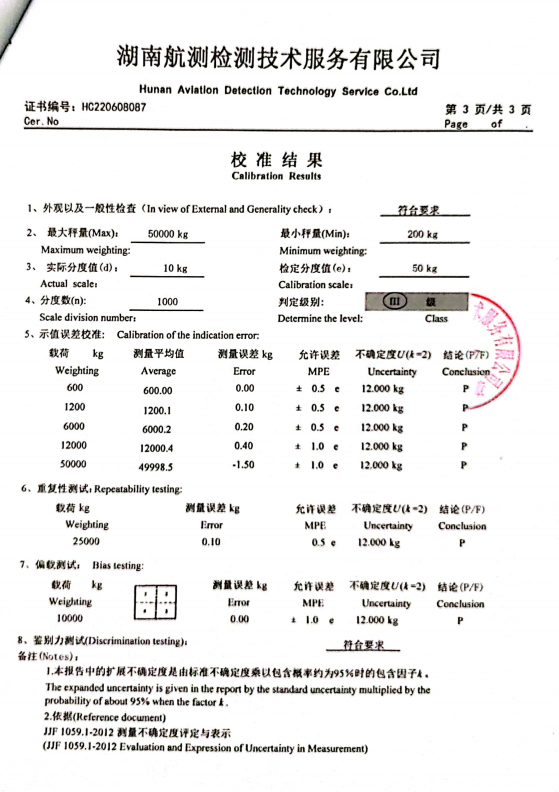 湖南航测检测技术服务有限公司
Hunan Aviation Detection Technology Service Co.Ltd
证书编号：HC220608087
第 3 页/共 3 页
Cer. No
Page of .
校 准 结 果
Calibration Results
1、外观以及一般性检查（In view of External and Generality check）： 符合要求
2、 最大秤量(Max)： 50000 kg 最小秤量(Min)： 200 kg
Maximum weighting: Minimum weighting:
3、 实际分度值(d)： 10 kg 检定分度值(e)： 50 kg
Actual scale： Calibration scale：
4、分度数(n): 1000 判定级别： III 级
Scale division number： Determine the level: Class
5、示值误差校准： Calibration of the indication error:
载荷 kg 测量平均值 测量误差 kg 允许误差 不确定度U(k=2) 结论(P/F)
Weighting Average Error MPE Uncertainty Conclusion
600 600.00 0.00 ± 0.5 e 12.000 kg P
1200 1200.1 0.10 ± 0.5 e 12.000 kg P
6000 6000.2 0.20 ± 0.5 e 12.000 kg P
12000 12000.4 0.40 ± 1.0 e 12.000 kg P
50000 49998.5 -1.50 ± 1.0 e 12.000 kg P
6、重复性测试：Repeatability testing:
载荷 kg 测量误差 kg 允许误差 不确定度U(k=2) 结论(P/F)
Weighting Error MPE Uncertainty Conclusion
25000 0.10 0.5 e 12.000 kg P
7、偏载测试： Bias testing:
载荷 kg 测量误差 kg 允许误差 不确定度U(k=2) 结论(P/F)
Weighting Error MPE Uncertainty Conclusion
10000 0.00 ± 1.0 e 12.000 kg P
8、鉴别力测试(Discrimination testing)： 符合要求
备注(Notes)：
1.本报告中的扩展不确定度是由标准不确定度乘以包含概率约为95%时的包含因子k。
The expanded uncertainty is given in the report by the standard uncertainty multiplied by the
probability of about 95% when the factor k .
2.依据(Reference document)
JJF 1059.1-2012 测量不确定度评定与表示
(JJF 1059.1-2012 Evaluation and Expression of Uncertainty in Measurement)
术服务有限公司